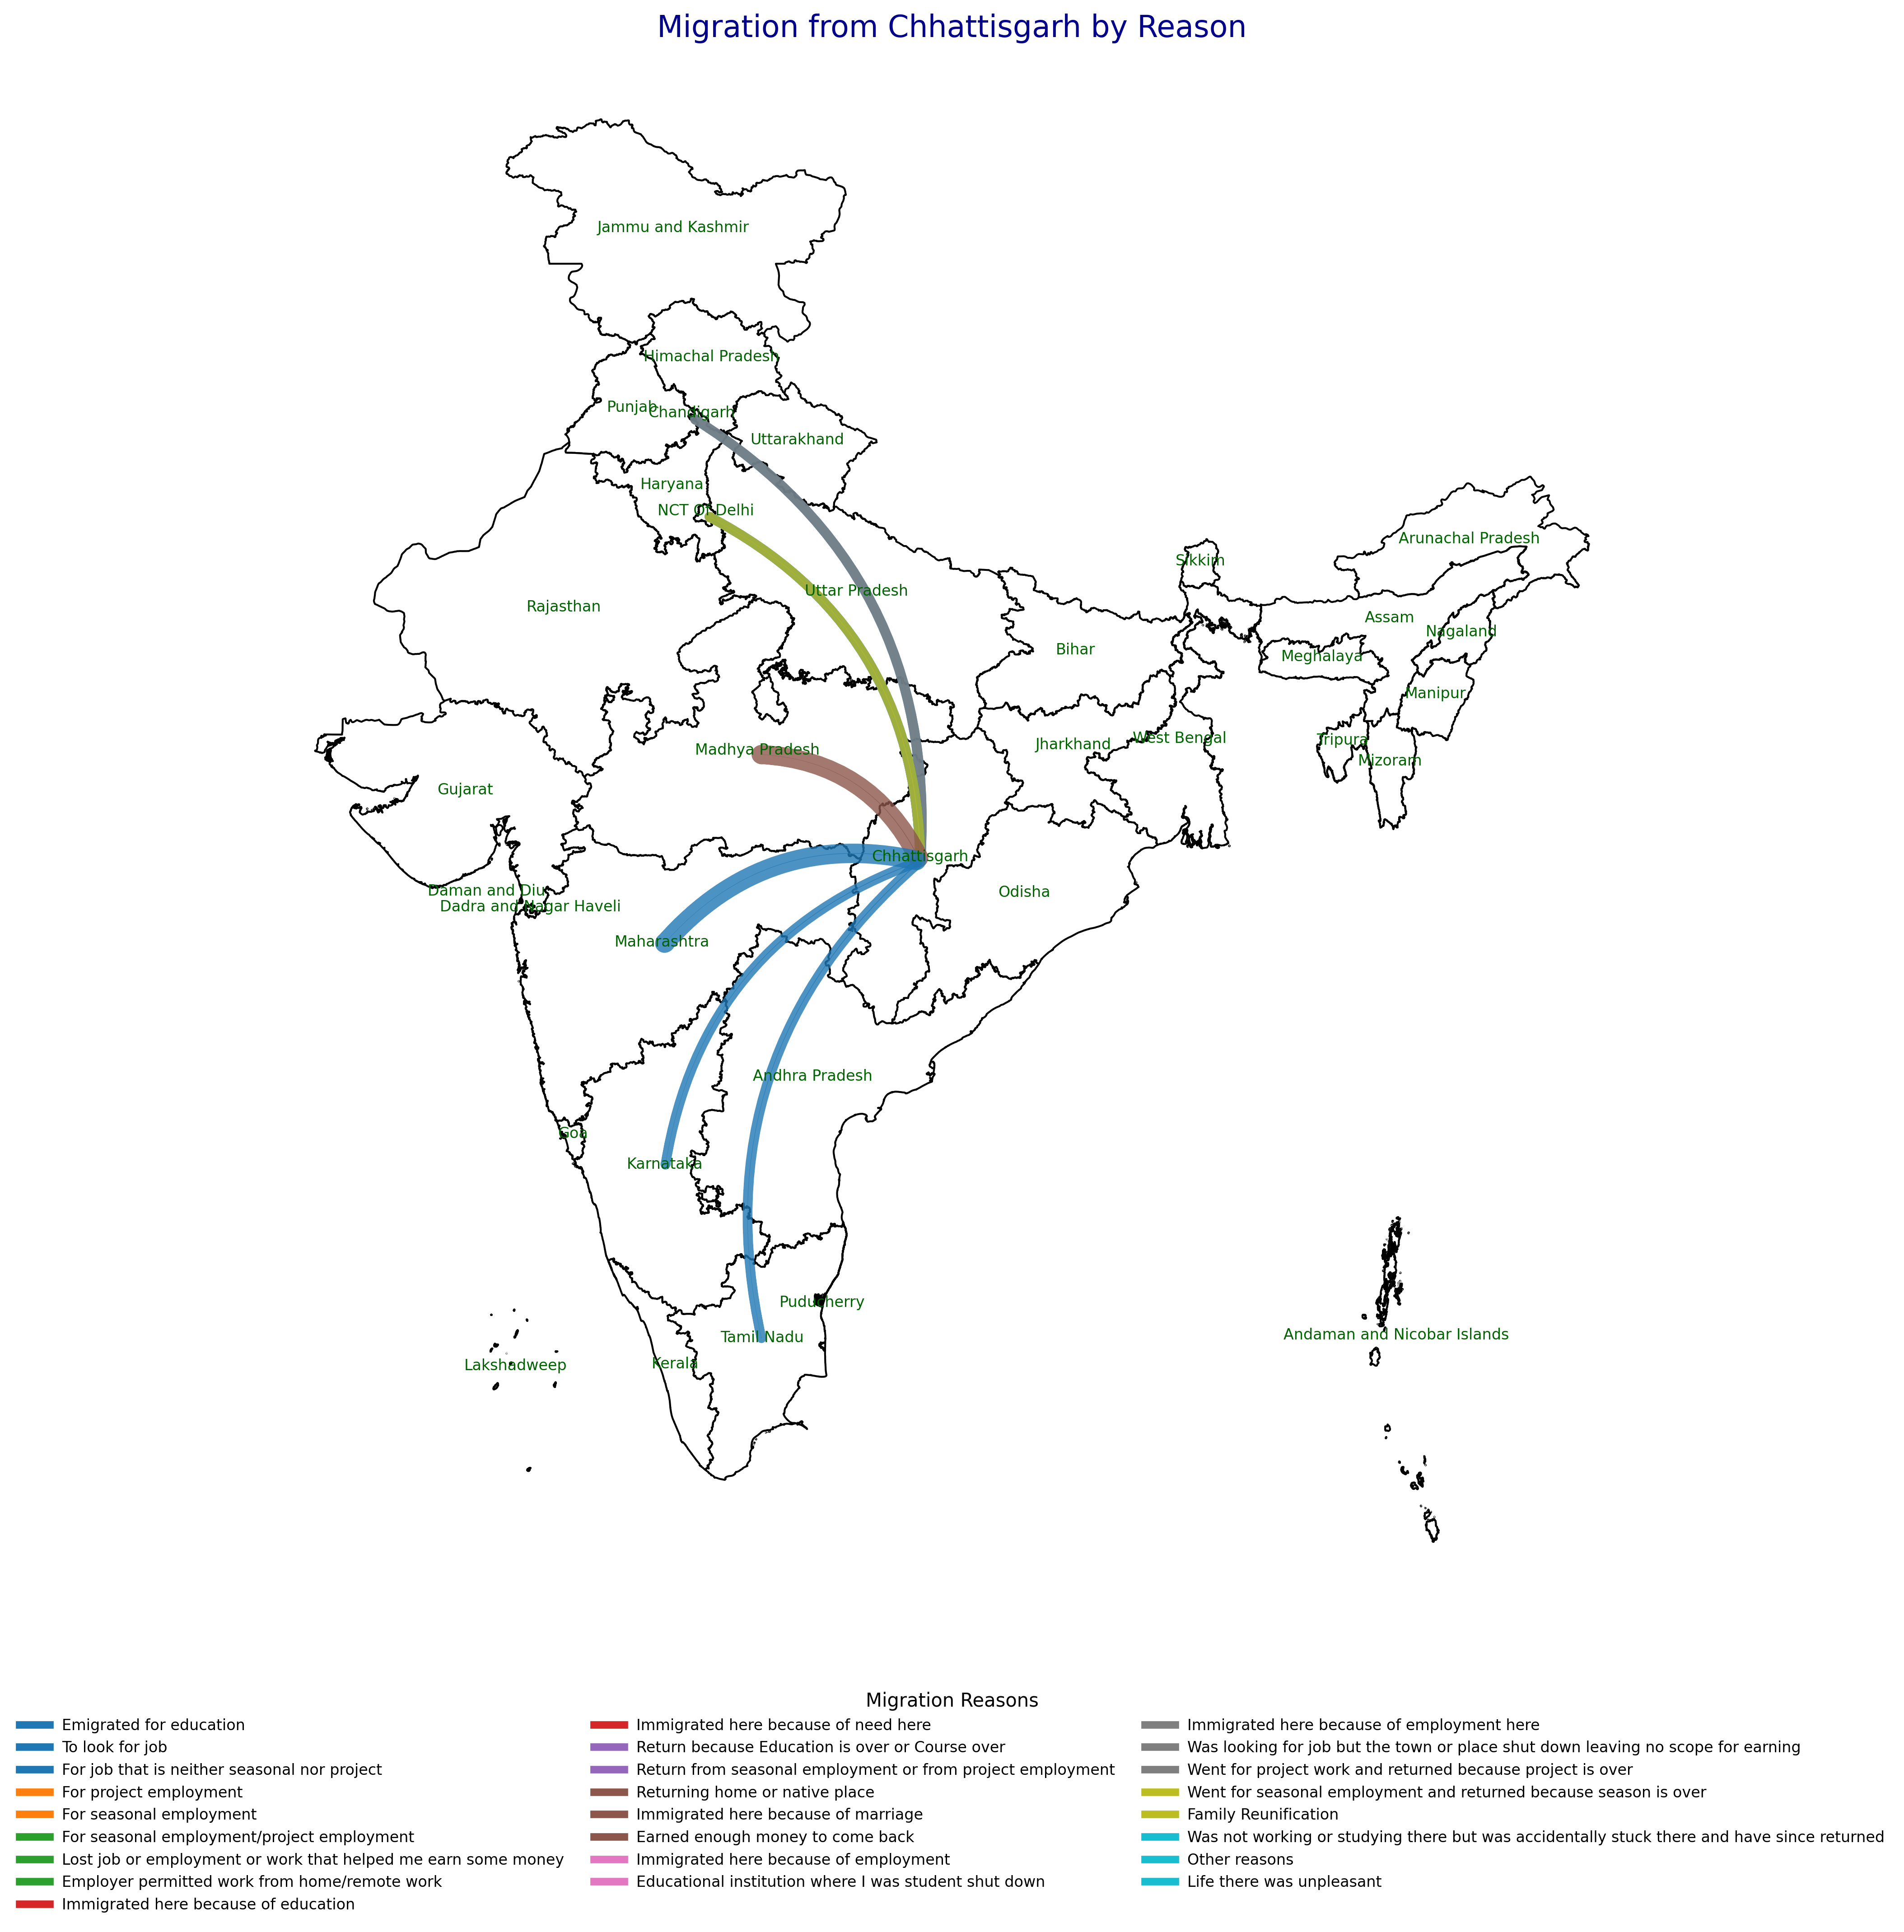 Migration from Chhattisgarh by Reason
Jammu and Kashmir
Himachal Pradesh
Punjab
Chandigarh
Uttarakhand
Haryana
NCT Of Delhi
Arunachal Pradesh
Sikkim
Uttar Pradesh
Rajasthan
Assam
Nagaland
Bihar
Meghalaya
Manipur
West Bengal
Tripura
Jharkhand
Madhya Pradesh
Mizoram
Gujarat
Chhattisgarh
Daman and Diu
Odisha
Dadra and Nagar Haveli
Maharashtra
Andhra Pradesh
Goa
Karnataka
Puducherry
Andaman and Nicobar Islands
Tamil Nadu
Kerala
Lakshadweep
Migration Reasons
Emigrated for education
To look for job
For job that is neither seasonal nor project
For project employment
For seasonal employment
For seasonal employment/project employment
Lost job or employment or work that helped me earn some money
Employer permitted work from home/remote work
Immigrated here because of education
Immigrated here because of need here
Return because Education is over or Course over
Return from seasonal employment or from project employment
Returning home or native place
Immigrated here because of marriage
Earned enough money to come back
Immigrated here because of employment
Educational institution where I was student shut down
Immigrated here because of employment here
Was looking for job but the town or place shut down leaving no scope for earning
Went for project work and returned because project is over
Went for seasonal employment and returned because season is over
Family Reunification
Was not working or studying there but was accidentally stuck there and have since returned
Other reasons
Life there was unpleasant